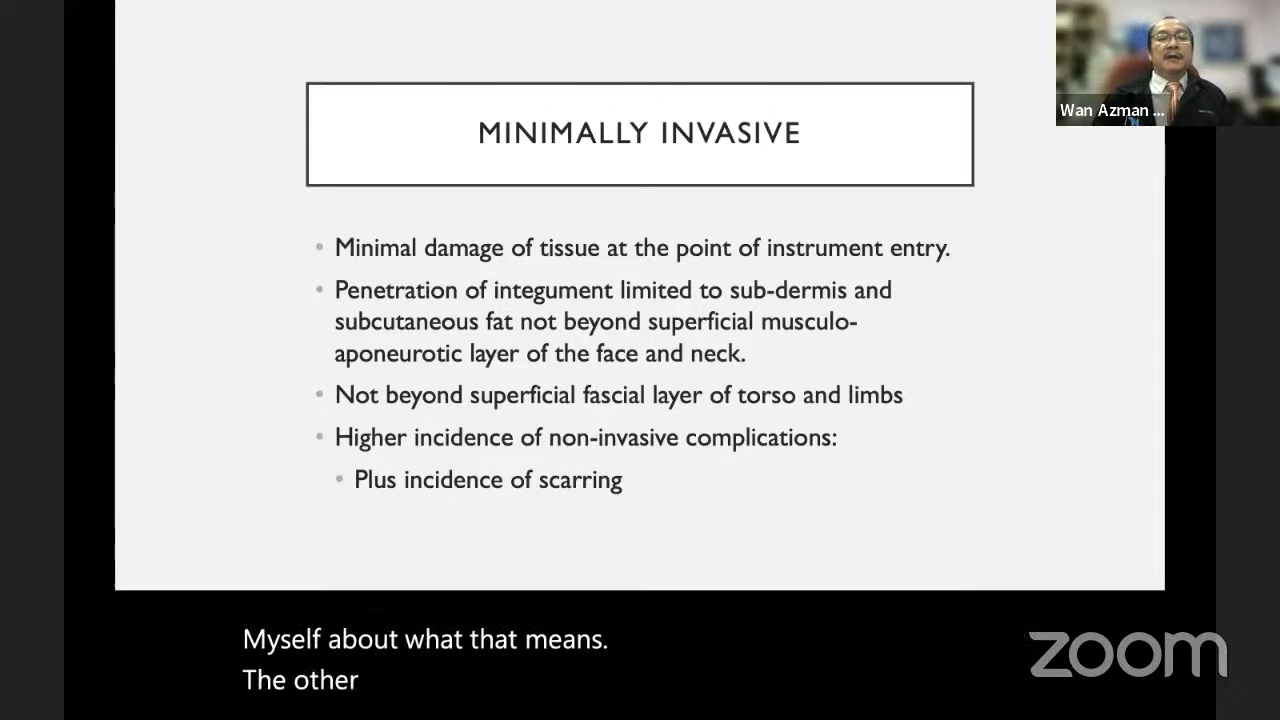 MINIMALLY INVASIVE
Wan Azman ...
• Minimal damage of tissue at the point of instrument entry.
• Penetration of integument limited to sub-dermis and
subcutaneous fat not beyond superficial musculo-
aponeurotic layer of the face and neck.
• Not beyond superficial fascial layer of torso and limbs
• Higher incidence of non-invasive complications:
• Plus incidence of scarring
Myself about what that means.
The other
zoom